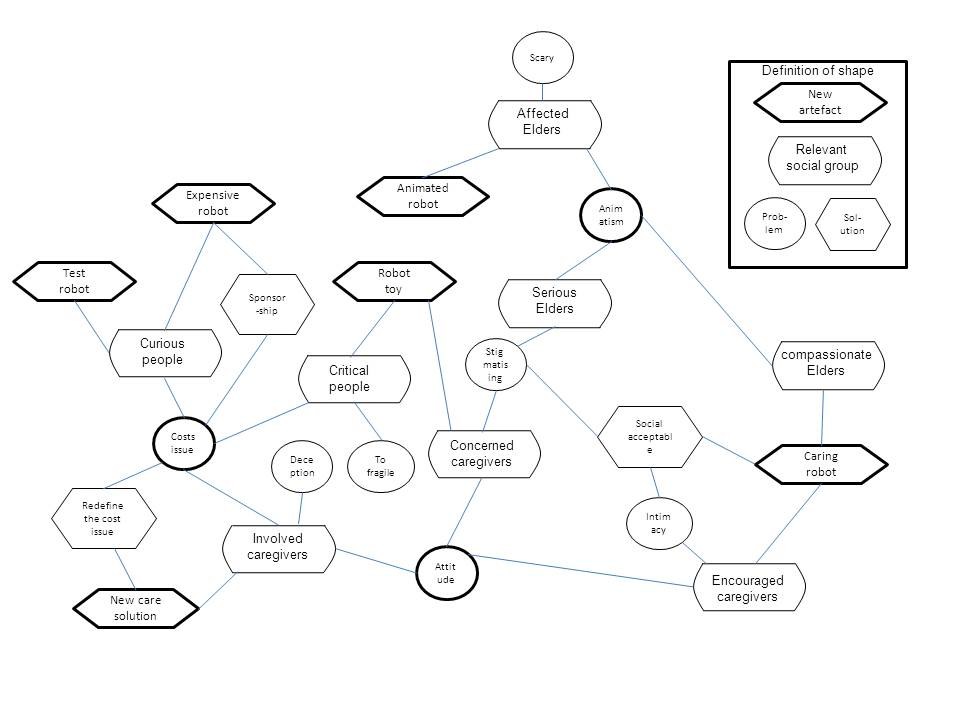 Scary
Definition of shape
New
artefact
Affected
Elders
Relevant
social group
Expensive
robot
Animated
robot
Anim
atism
Prob-
lem
Sol-
ution
Test
robot
Sponsor
-ship
Robot
toy
Serious
Elders
Curious
people
Critical
people
Stig
matis
ing
compassionate
Elders
Costs
issue
Dece
ption
To
fragile
Concerned
caregivers
Social
acceptabl
e
Caring
robot
Redefine
the cost
issue
Involved
caregivers
Intim
acy
Attit
ude
Encouraged
caregivers
New care
solution